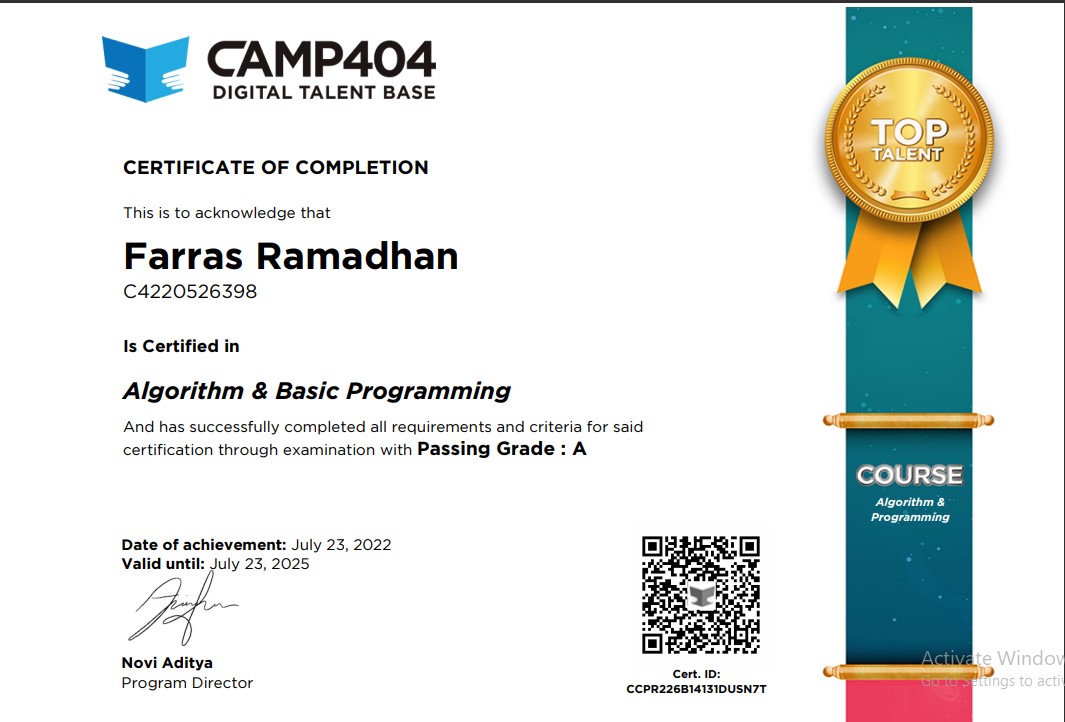 CAMP404
DIGITAL TALENT BASE
TOP
TALENT
CERTIFICATE OF COMPLETION
This is to acknowledge that
Farras Ramadhan
C4220526398
Is Certified in
Algorithm & Basic Programming
And has successfully completed all requirements and criteria for said
certification through examination with Passing Grade : A
COURSE
Algorithm &
Programming
Date of achievement: July 23, 2022
Valid until: July 23, 2025
Novi Aditya
Program Director
Cert. ID:
CCPR226B14131DUSN7T
Activate Window
Go to Settings to activ